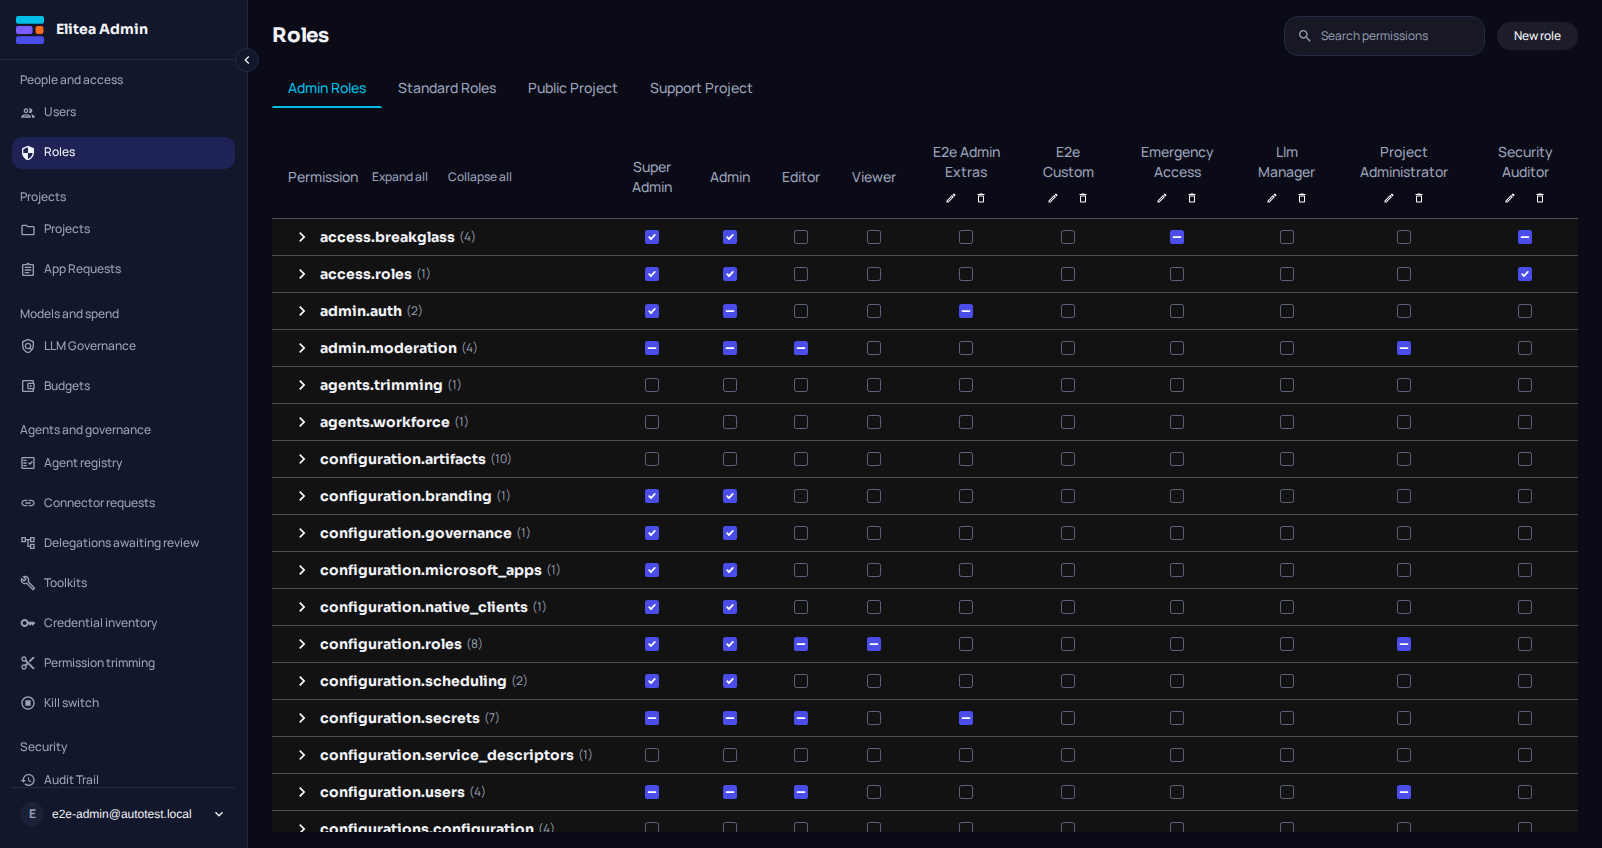 Elitea Admin
People and access
Users
Roles
Projects
Projects
App Requests
Models and spend
LLM Governance
Budgets
Agents and governance
Agent registry
Connector requests
Delegations awaiting review
Toolkits
Credential inventory
Permission trimming
Kill switch
Security
Audit Trail
E e2e-admin@autotest.local
Roles
Search permissions
New role
Admin Roles Standard Roles Public Project Support Project
Permission Expand all Collapse all
Super
Admin
Admin
Editor
Viewer
E2e Admin
Extras
E2e
Custom
Emergency
Access
Llm
Manager
Project
Administrator
Security
Auditor
access.breakglass (4)
access.roles (1)
admin.auth (2)
admin.moderation (4)
agents.trimming (1)
agents.workforce (1)
configuration.artifacts (10)
configuration.branding (1)
configuration.governance (1)
configuration.microsoft_apps (1)
configuration.native_clients (1)
configuration.roles (8)
configuration.scheduling (2)
configuration.secrets (7)
configuration.service_descriptors (1)
configuration.users (4)
configurations.configuration (4)